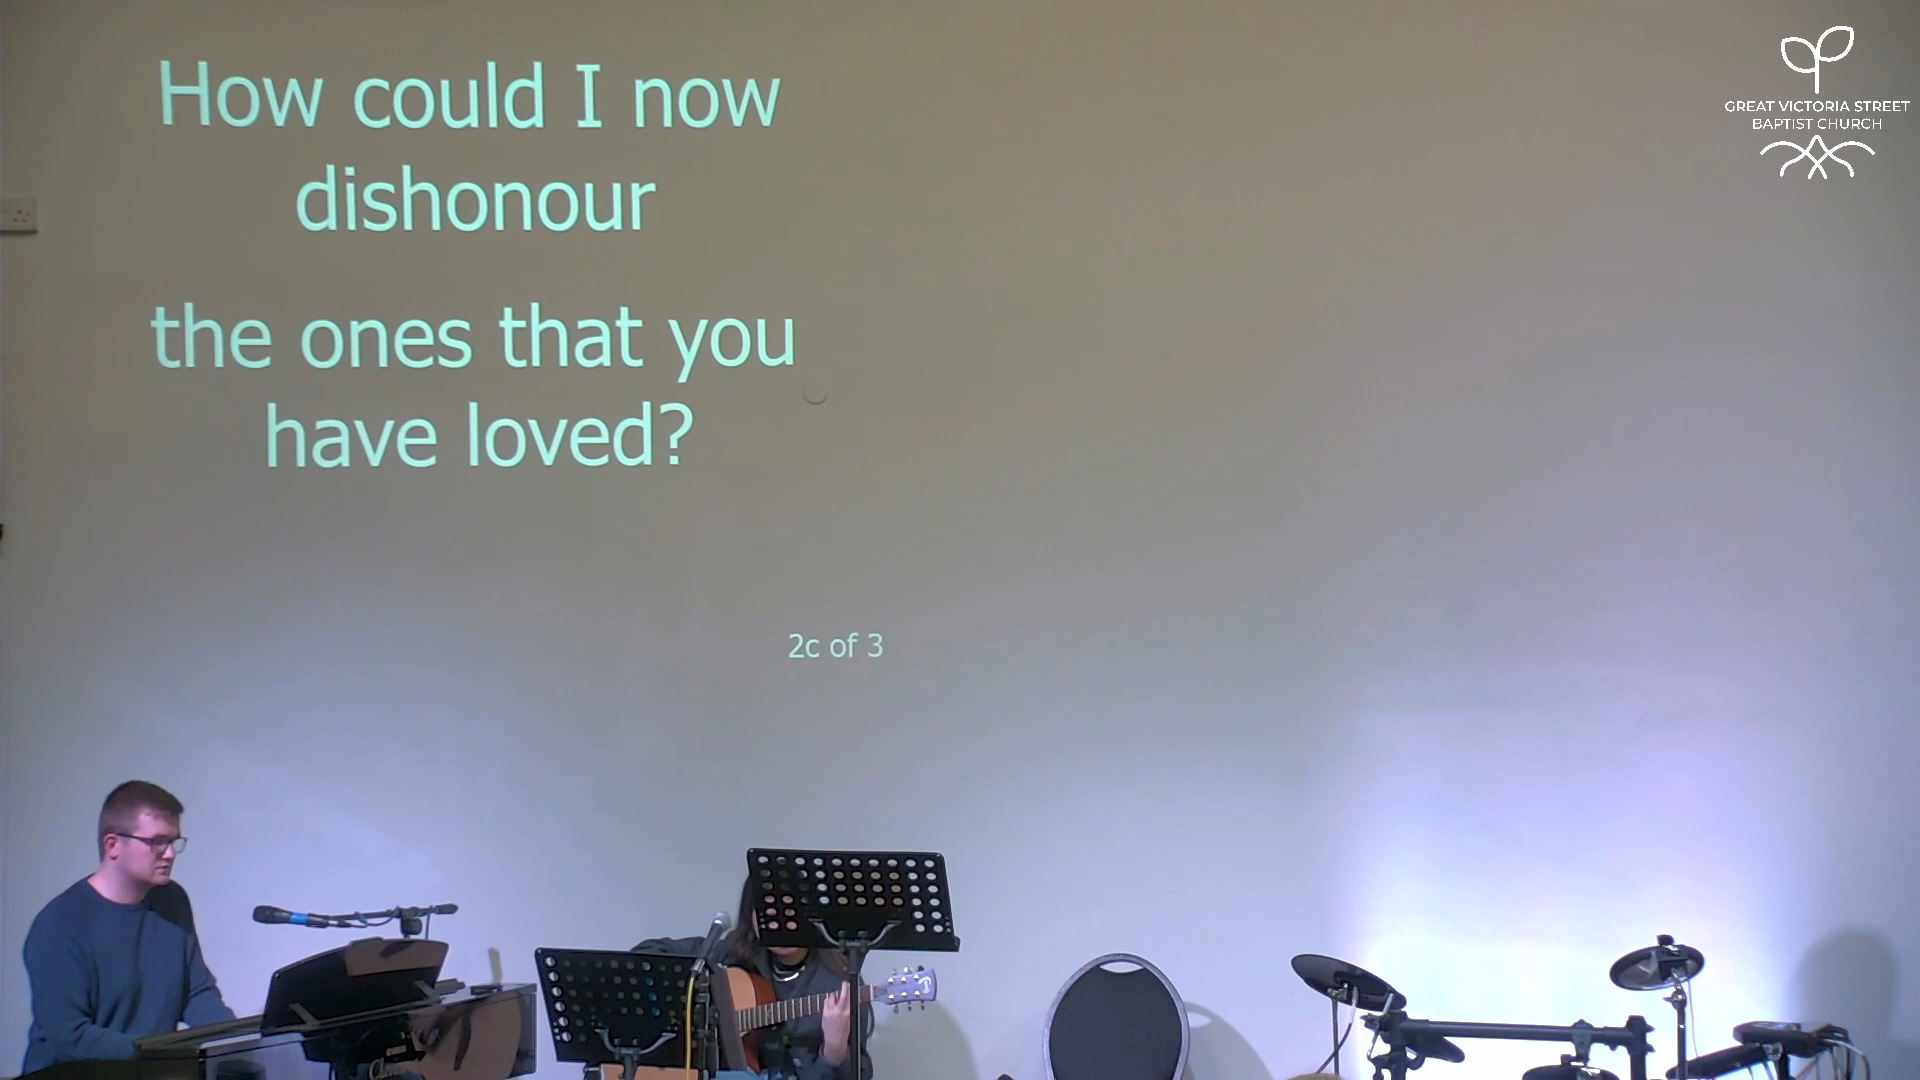 How could I now
dishonour
the ones that you
have loved?
2c of 3
GREAT VICTORIA STREET
BAPTIST CHURCH